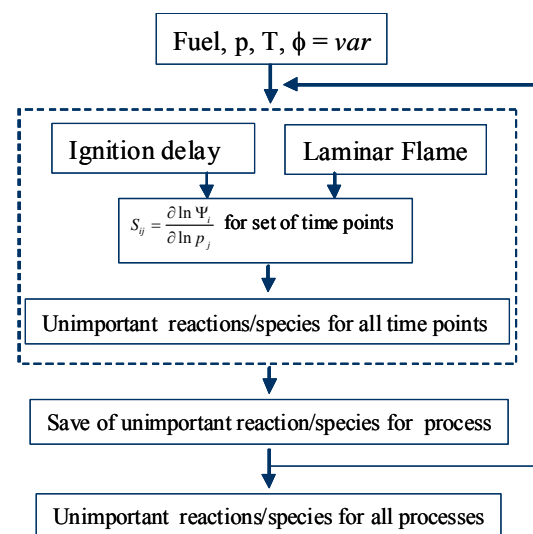 Fuel, p, T, ϕ = var
Ignition delay
Laminar Flame
S_ij = ∂ ln Ψ_i / ∂ ln p_j for set of time points
Unimportant reactions/species for all time points
Save of unimportant reaction/species for process
Unimportant reactions/species for all processes